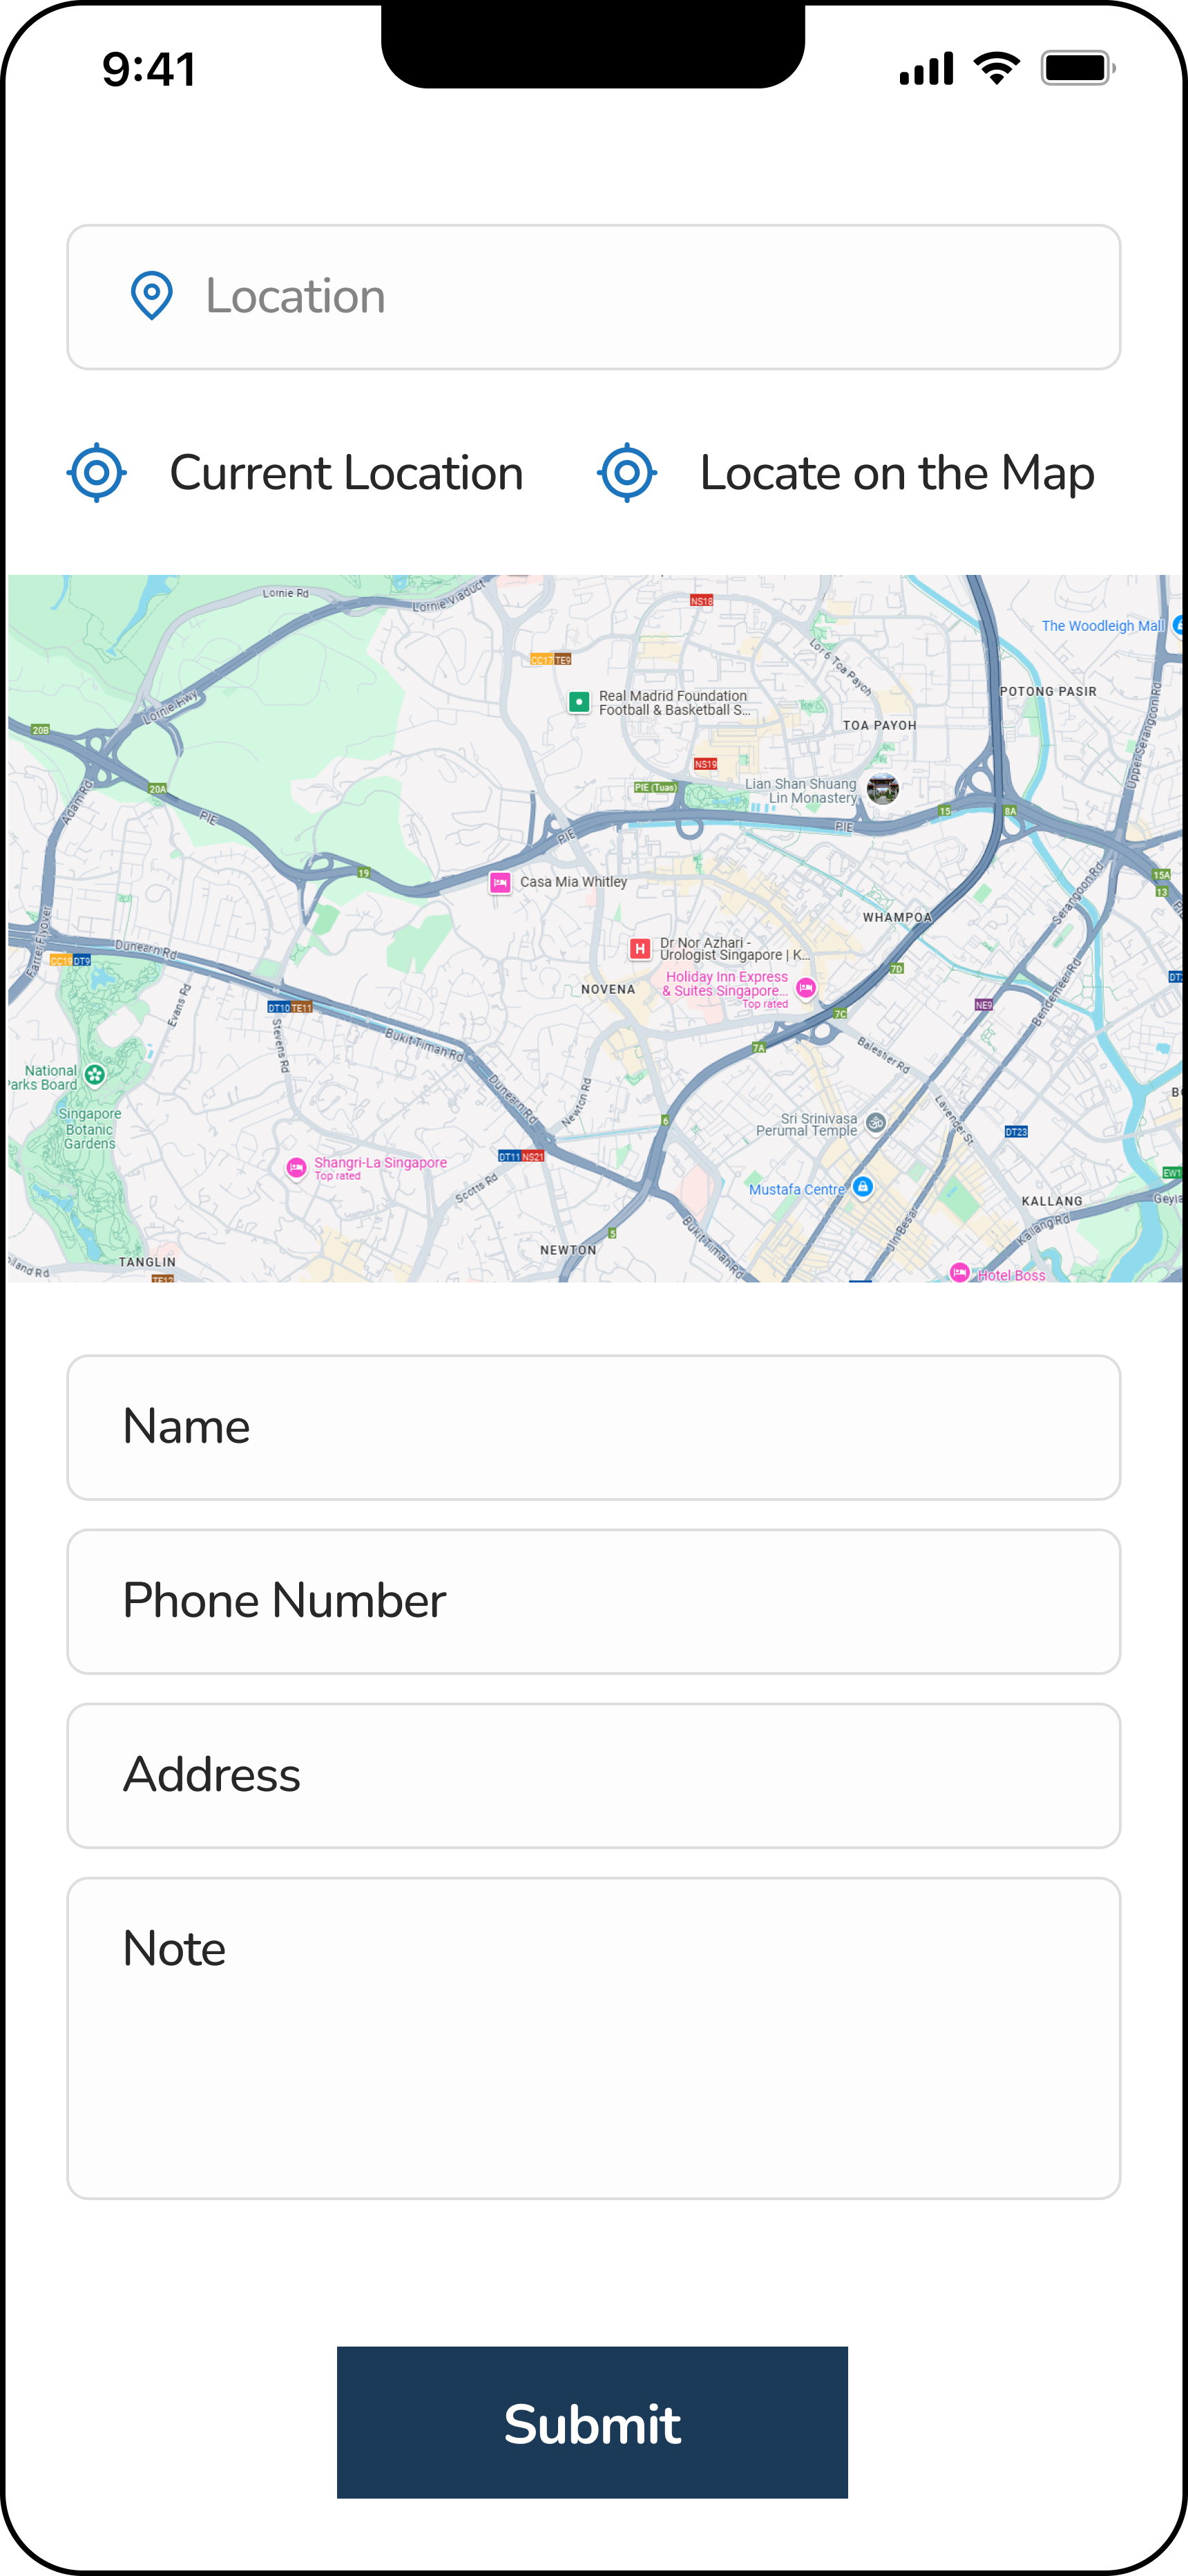 9:41
Location
Current Location
Locate on the Map
Lornie Rd
Lornie Viaduct
NS18
The Woodleigh Mall
CC17 TE9
Lor 6 Toa Payoh
Real Madrid Foundation
Football & Basketball S...
POTONG PASIR
Lornie Hwy
TOA PAYOH
Upper Serangoon Rd
20B
NS19
Lian Shan Shuang
Lin Monastery
20A
PIE (Tuas)
Adam Rd
PIE
PIE
PIE
15
8A
19
Casa Mia Whitley
15A
13
Serangoon Rd
WHAMPOA
Farrer Flyover
Dunearn Rd
Dr Nor Azhari -
Urologist Singapore | K...
CC19 DT9
7D
Holiday Inn Express
& Suites Singapore...
Top rated
NOVENA
Bendemeer Rd
Evans Rd
DT10 TE11
NE9
7C
Stevens Rd
Bukit Timah Rd
7A
Balestier Rd
National
Parks Board
Dunearn Rd
Newton Rd
Lavender St
Singapore
Botanic
Gardens
6
Sri Srinivasa
Perumal Temple
DT23
DT11 NS21
Shangri-La Singapore
Top rated
Scotts Rd
Mustafa Centre
KALLANG
Jln Besar
Kallang Rd
Bukit Timah Rd
5
NEWTON
TANGLIN
Hotel Boss
Name
Phone Number
Address
Note
Submit